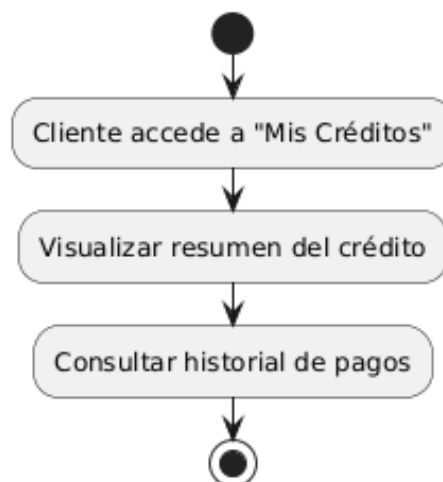 Cliente accede a "Mis Créditos"
Visualizar resumen del crédito
Consultar historial de pagos